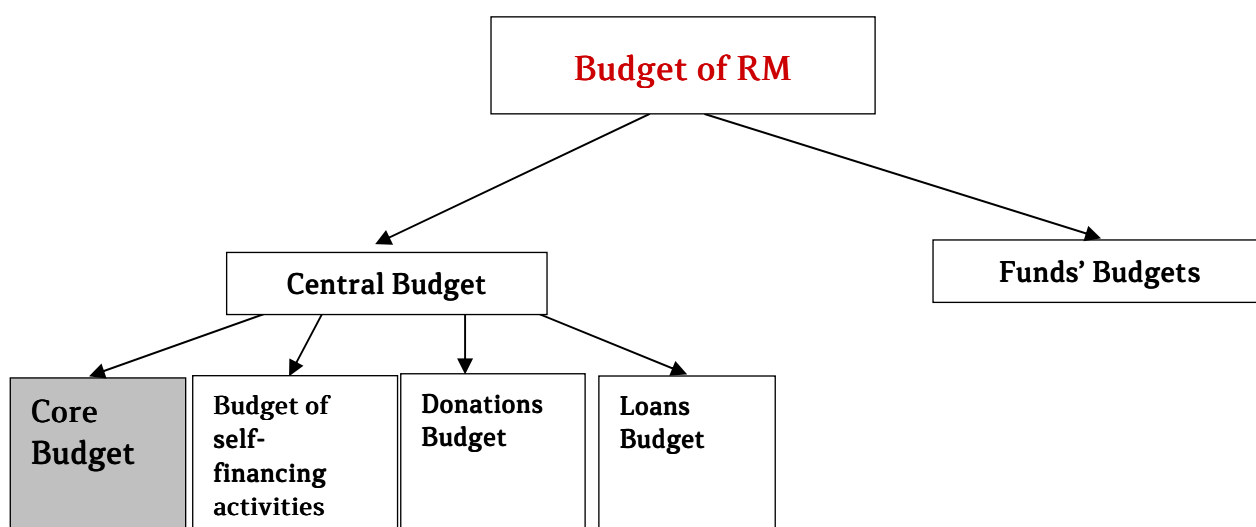 Budget of RM
Central Budget
Funds’ Budgets
Core
Budget
Budget of
self-
financing
activities
Donations
Budget
Loans
Budget